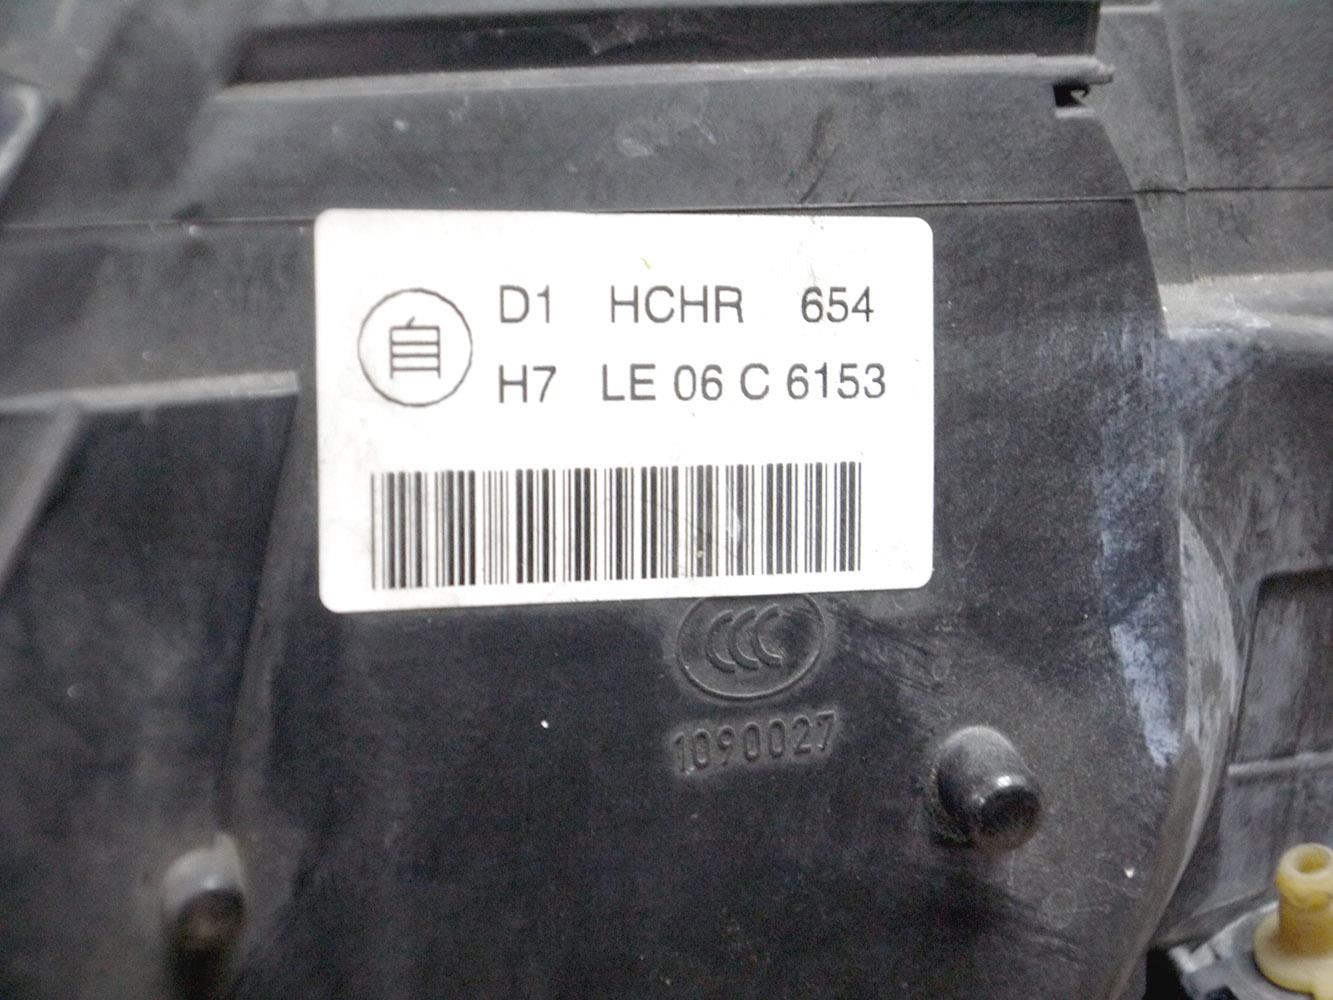 自 D1 HCHR 654
H7 LE 06 C 6153
CCC
1090027